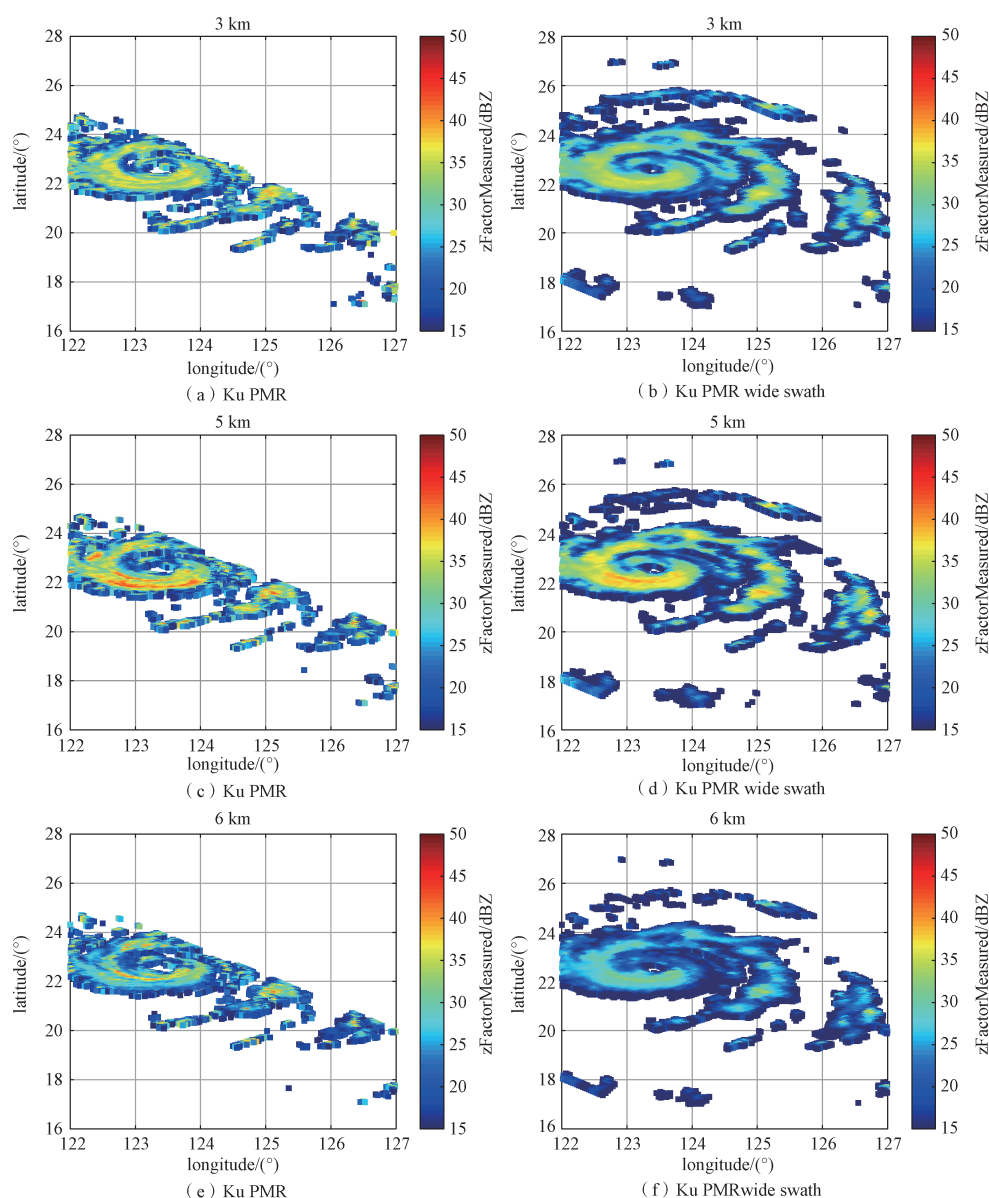 3 km
28
26
24
22
20
18
16
latitude/(°)
122 123 124 125 126 127
longitude/(°)
50
45
40
35
30
25
20
15
zFactorMeasured/dBZ
( a ) Ku PMR
3 km
28
26
24
22
20
18
16
latitude/(°)
122 123 124 125 126 127
longitude/(°)
50
45
40
35
30
25
20
15
zFactorMeasured/dBZ
( b ) Ku PMR wide swath
5 km
28
26
24
22
20
18
16
latitude/(°)
122 123 124 125 126 127
longitude/(°)
50
45
40
35
30
25
20
15
zFactorMeasured/dBZ
( c ) Ku PMR
5 km
28
26
24
22
20
18
16
latitude/(°)
122 123 124 125 126 127
longitude/(°)
50
45
40
35
30
25
20
15
zFactorMeasured/dBZ
( d ) Ku PMR wide swath
6 km
28
26
24
22
20
18
16
latitude/(°)
122 123 124 125 126 127
longitude/(°)
50
45
40
35
30
25
20
15
zFactorMeasured/dBZ
( e ) Ku PMR
6 km
28
26
24
22
20
18
16
latitude/(°)
122 123 124 125 126 127
longitude/(°)
50
45
40
35
30
25
20
15
zFactorMeasured/dBZ
( f ) Ku PMRwide swath